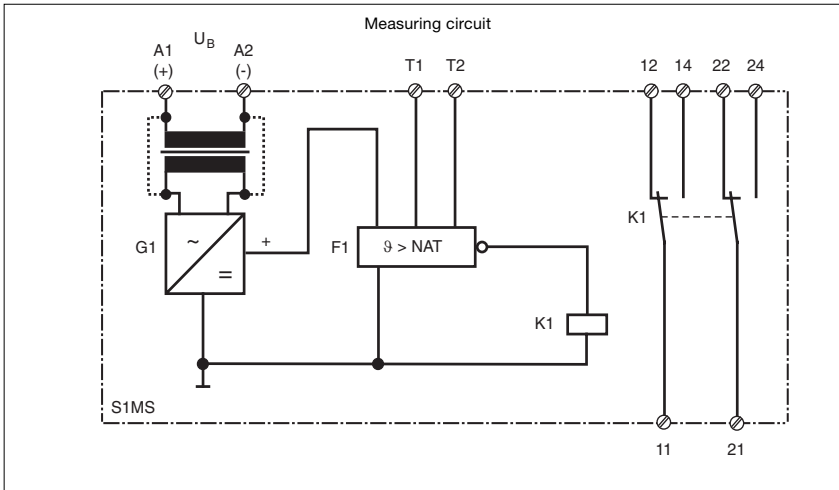 Measuring circuit
U_B
A1 A2 T1 T2 12 14 22 24
(+) (-)
K1
G1 ~ + F1 ϑ > NAT
=
K1
S1MS
11 21